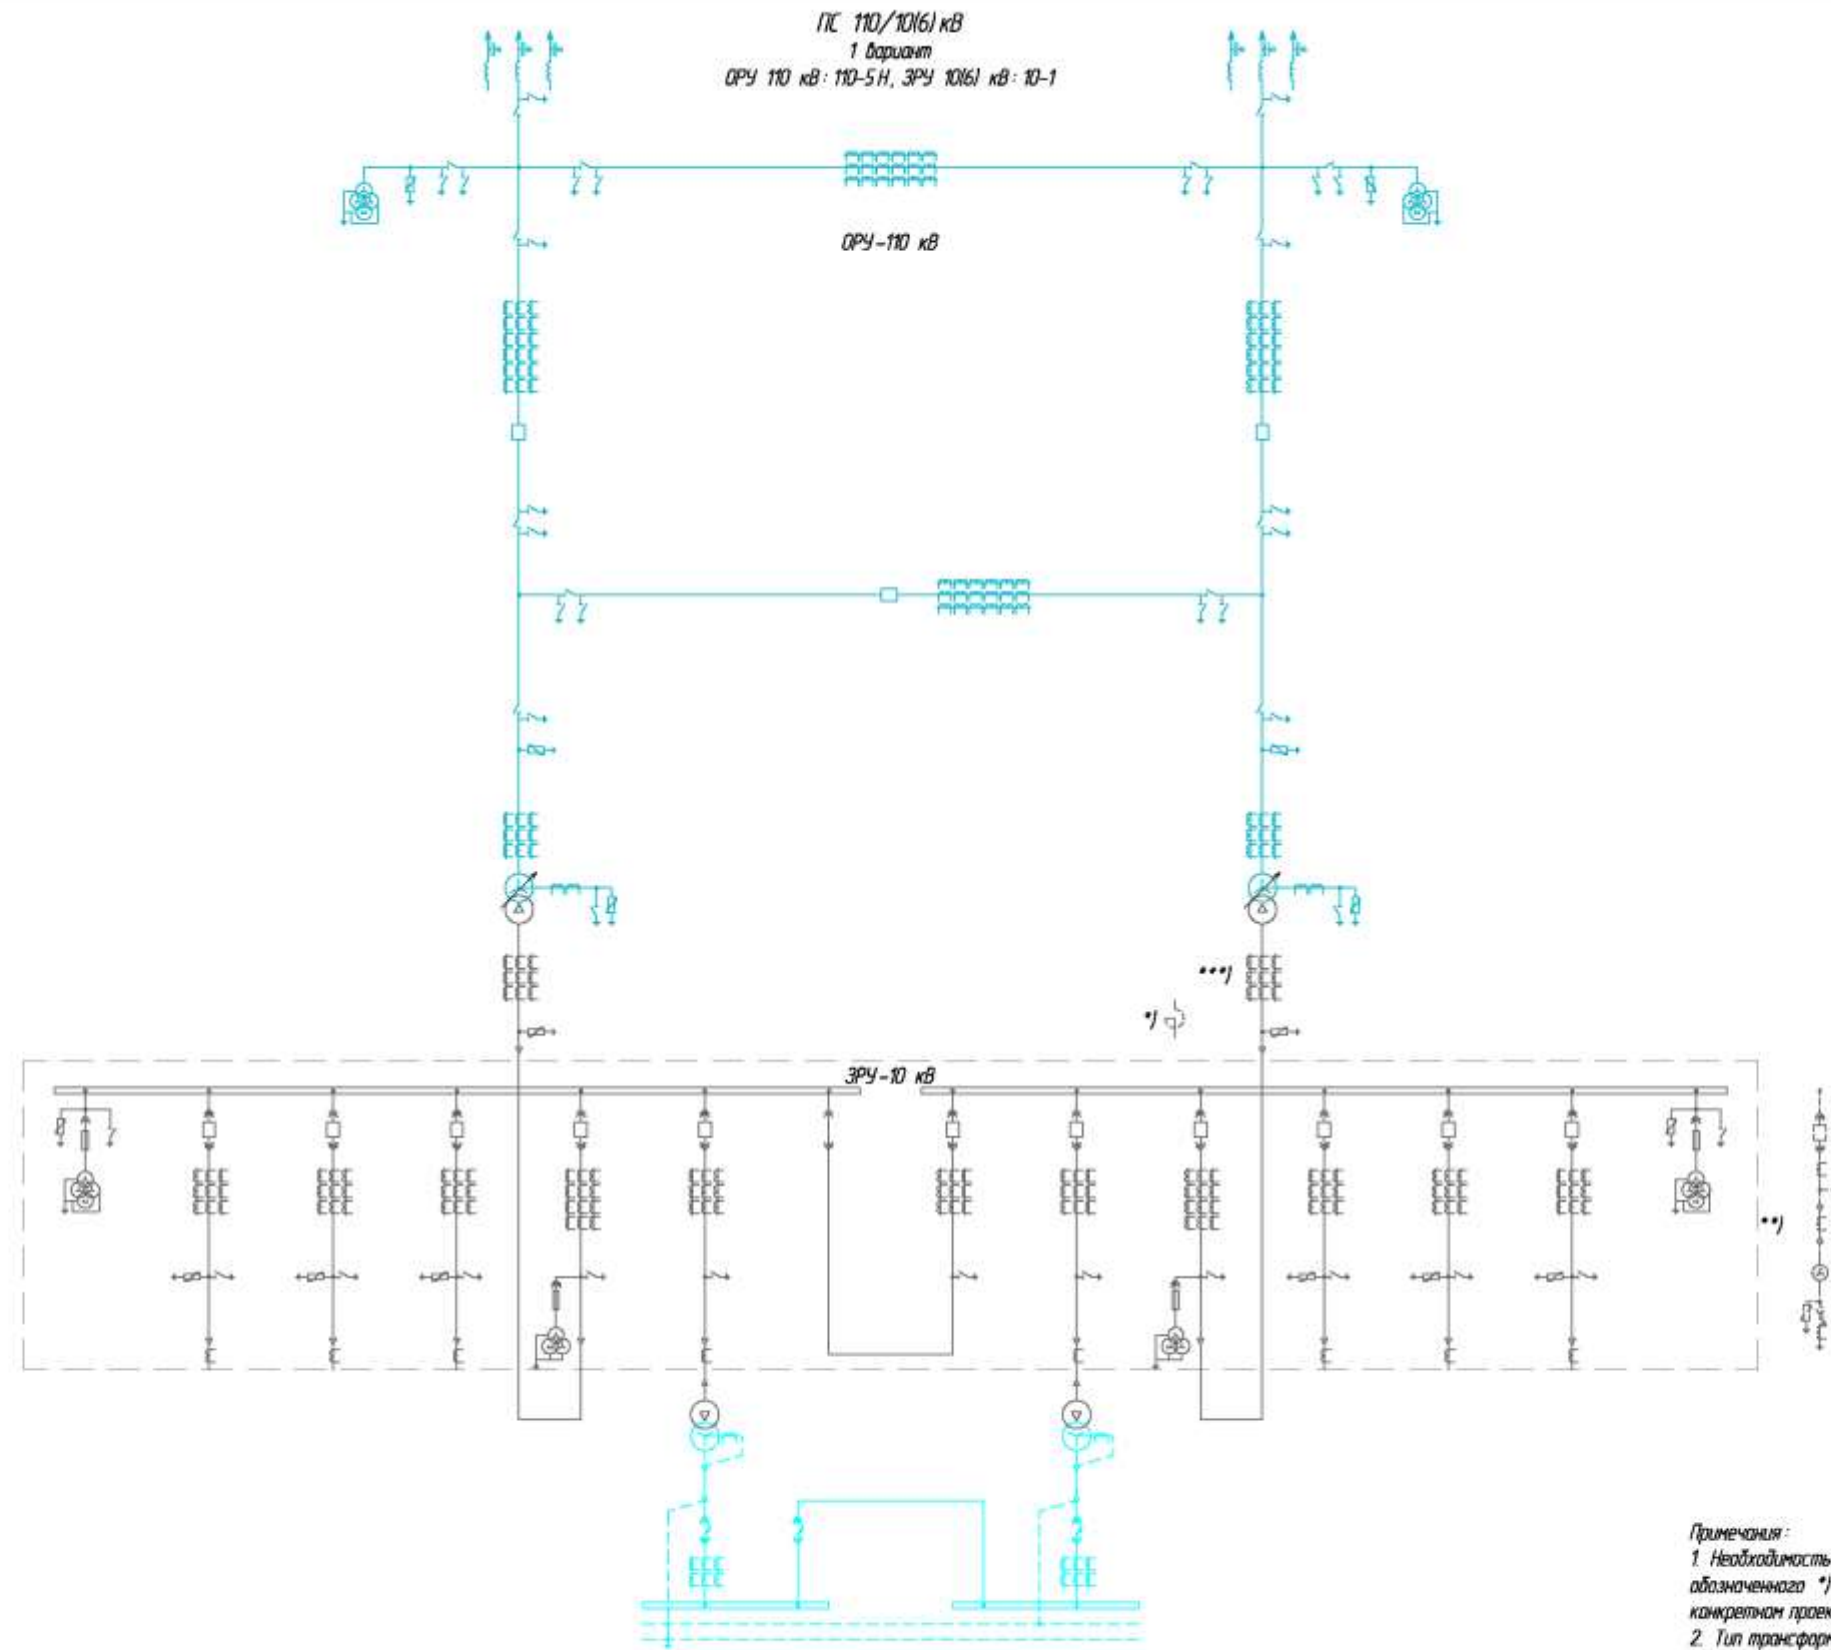 ПС 110/10(6) кВ
1 вариант
ОРУ 110 кВ: 110-5Н, ЗРУ 10(6) кВ: 10-1
ОРУ-110 кВ
***)
*)
ЗРУ-10 кВ
**)
Примечания:
1. Необходимость
обозначенного *)
конкретном проек
2. Тип трансформ